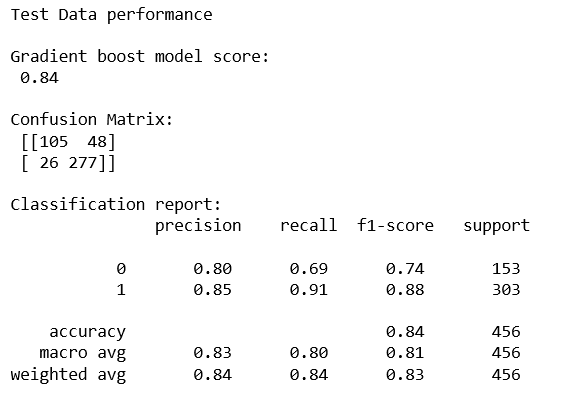 Test Data performance
Gradient boost model score:
0.84
Confusion Matrix:
[[105  48]
[ 26 277]]
Classification report:
precision recall f1-score support
0 0.80 0.69 0.74 153
1 0.85 0.91 0.88 303
accuracy 0.84 456
macro avg 0.83 0.80 0.81 456
weighted avg 0.84 0.84 0.83 456